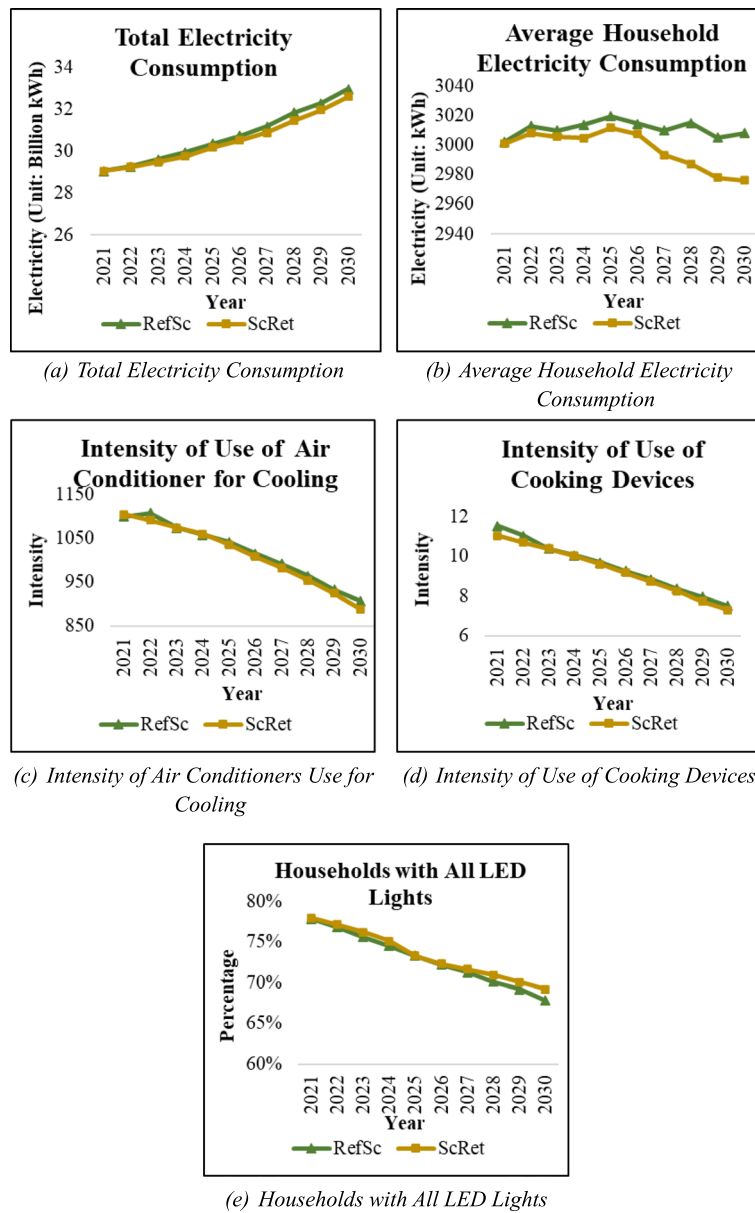 Total Electricity
Consumption
Electricity (Unit: Billion kWh)
34
32
30
28
26
2021 2022 2023 2024 2025 2026 2027 2028 2029 2030
Year
RefSc ScRet
(a) Total Electricity Consumption
Average Household
Electricity Consumption
Electricity (Unit: kWh)
3040
3020
3000
2980
2960
2940
2021 2022 2023 2024 2025 2026 2027 2028 2029 2030
Year
RefSc ScRet
(b) Average Household Electricity
Consumption
Intensity of Use of Air
Conditioner for Cooling
Intensity
1150
1050
950
850
2021 2022 2023 2024 2025 2026 2027 2028 2029 2030
Year
RefSc ScRet
(c) Intensity of Air Conditioners Use for
Cooling
Intensity of Use of
Cooking Devices
Intensity
12
10
8
6
2021 2022 2023 2024 2025 2026 2027 2028 2029 2030
Year
RefSc ScRet
(d) Intensity of Use of Cooking Devices
Households with All LED
Lights
Percentage
80%
75%
70%
65%
60%
2021 2022 2023 2024 2025 2026 2027 2028 2029 2030
Year
RefSc ScRet
(e) Households with All LED Lights